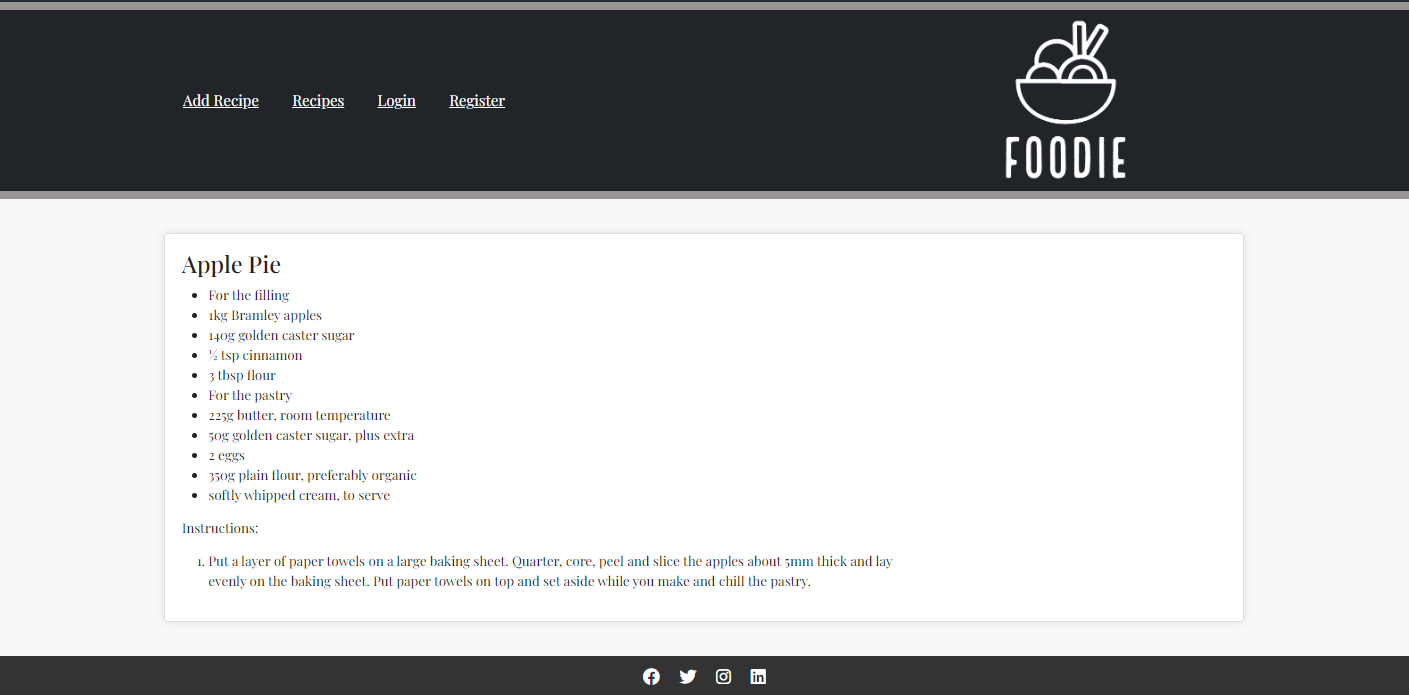 Add Recipe Recipes Login Register
FOODIE
Apple Pie
For the filling
1kg Bramley apples
140g golden caster sugar
½ tsp cinnamon
3 tbsp flour
For the pastry
225g butter, room temperature
50g golden caster sugar, plus extra
2 eggs
350g plain flour, preferably organic
softly whipped cream, to serve
Instructions:
1. Put a layer of paper towels on a large baking sheet. Quarter, core, peel and slice the apples about 5mm thick and lay
evenly on the baking sheet. Put paper towels on top and set aside while you make and chill the pastry.